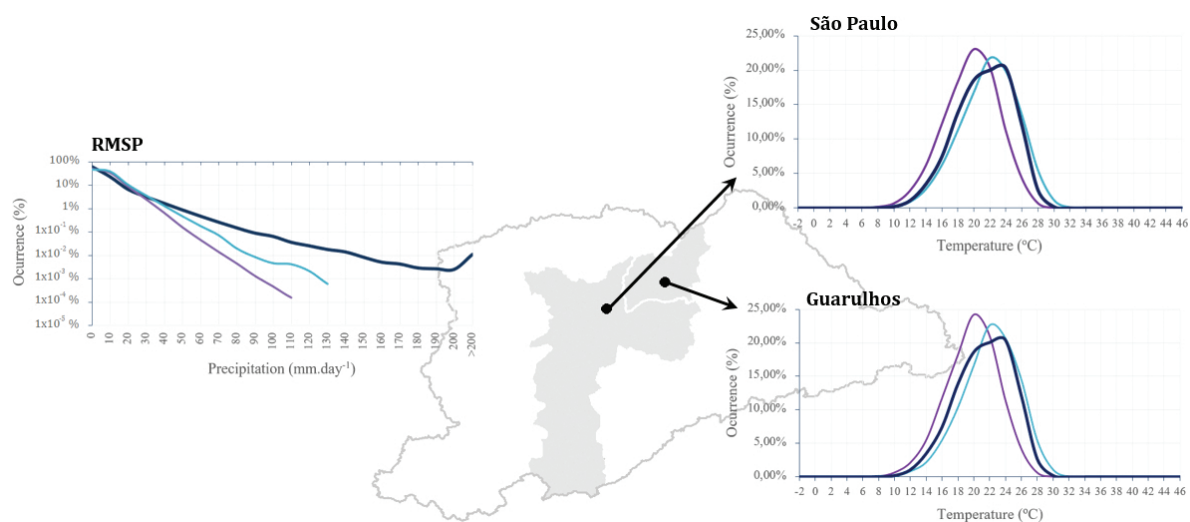 São Paulo
25,00%
20,00%
15,00%
10,00%
5,00%
0,00%
Ocurrence (%)
-2 0 2 4 6 8 10 12 14 16 18 20 22 24 26 28 30 32 34 36 38 40 42 44 46
Temperature (ºC)
RMSP
100%
10%
1%
1x10⁻¹ %
1x10⁻² %
1x10⁻³ %
1x10⁻⁴ %
1x10⁻⁵ %
Ocurrence (%)
0 10 20 30 40 50 60 70 80 90 100 110 120 130 140 150 160 170 180 190 200 >200
Precipitation (mm.day⁻¹)
Guarulhos
25,00%
20,00%
15,00%
10,00%
5,00%
0,00%
Ocurrence (%)
-2 0 2 4 6 8 10 12 14 16 18 20 22 24 26 28 30 32 34 36 38 40 42 44 46
Temperature (ºC)